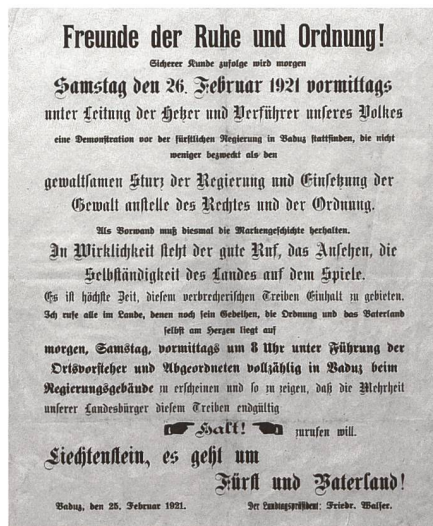 Freunde der Ruhe und Ordnung!
Sicherer Kunde zufolge wird morgen
Samstag den 26. Februar 1921 vormittags
unter Leitung der Hetzer und Verführer unseres Volkes
eine Demonstration vor der fürstlichen Regierung in Vaduz stattfinden, die nicht
weniger bezweckt als den
gewaltsamen Sturz der Regierung und Einsetzung der
Gewalt anstelle des Rechtes und der Ordnung.
Als Vorwand muß diesmal die Markengeschichte herhalten.
In Wirklichkeit steht der gute Ruf, das Ansehen, die
Selbständigkeit des Landes auf dem Spiele.
Es ist höchste Zeit, diesem verbrecherischen Treiben Einhalt zu gebieten.
Ich rufe alle im Lande, denen noch sein Gedeihen, die Ordnung und das Vaterland
selbst am Herzen liegt auf
morgen, Samstag, vormittags um 8 Uhr unter Führung der
Ortsvorsteher und Abgeordneten vollzählig in Vaduz beim
Regierungsgebäude zu erscheinen und so zu zeigen, daß die Mehrheit
unserer Landesbürger diesem Treiben endgültig
Halt! zurufen will.
Liechtenstein, es geht um
Fürst und Vaterland!
Vaduz, den 25. Februar 1921. Der Landtagspräsident: Friedr. Walser.